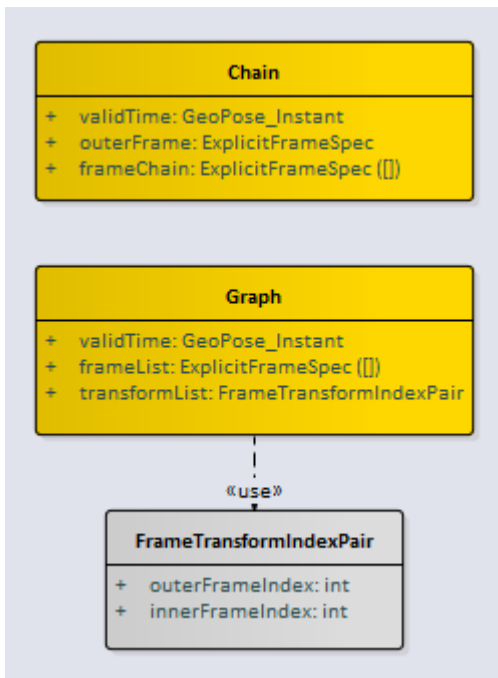 Chain
+ validTime: GeoPose_Instant
+ outerFrame: ExplicitFrameSpec
+ frameChain: ExplicitFrameSpec ([])
Graph
+ validTime: GeoPose_Instant
+ frameList: ExplicitFrameSpec ([])
+ transformList: FrameTransformIndexPair
«use»
FrameTransformIndexPair
+ outerFrameIndex: int
+ innerFrameIndex: int